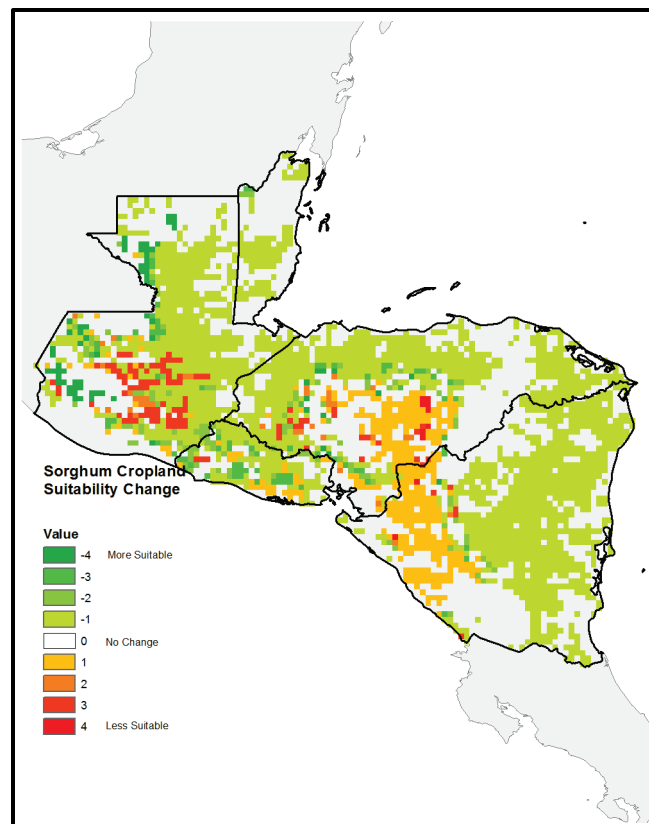 Sorghum Cropland
Suitability Change
Value
-4 More Suitable
-3
-2
-1
0 No Change
1
2
3
4 Less Suitable